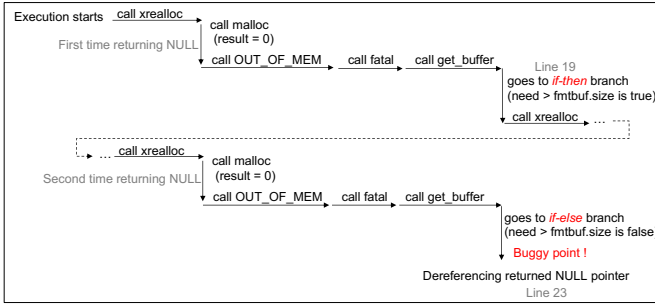 Execution starts call xrealloc
call malloc
(result = 0)
First time returning NULL
call OUT_OF_MEM call fatal call get_buffer
Line 19
goes to if-then branch
(need > fmtbuf.size is true)
call xrealloc ...
... call xrealloc
call malloc
(result = 0)
Second time returning NULL
call OUT_OF_MEM call fatal call get_buffer
goes to if-else branch
(need > fmtbuf.size is false
Buggy point !
Dereferencing returned NULL pointer
Line 23